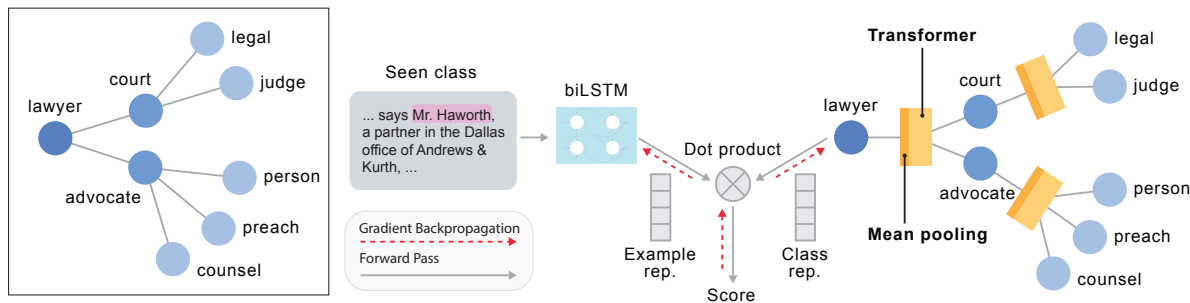 legal
court
judge
lawyer
person
advocate
preach
counsel
Seen class
... says Mr. Haworth,
a partner in the Dallas
office of Andrews &
Kurth, ...
Gradient Backpropagation
Forward Pass
biLSTM
Dot product
Example
rep.
Class
rep.
Score
Transformer
legal
court
judge
lawyer
advocate
person
Mean pooling
preach
counsel